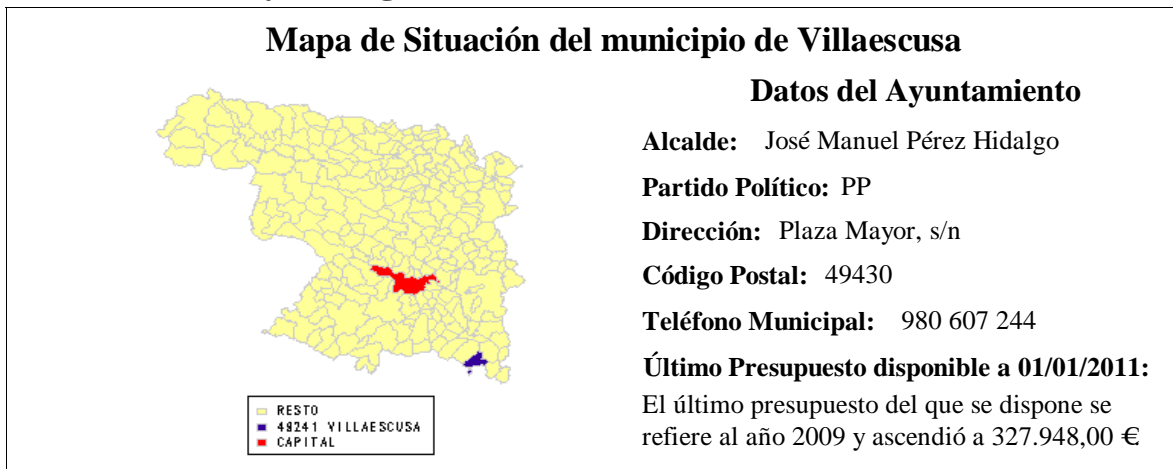 Mapa de Situación del municipio de Villaescusa
Datos del Ayuntamiento
Alcalde: José Manuel Pérez Hidalgo
Partido Político: PP
Dirección: Plaza Mayor, s/n
Código Postal: 49430
Teléfono Municipal: 980 607 244
Último Presupuesto disponible a 01/01/2011:
El último presupuesto del que se dispone se
refiere al año 2009 y ascendió a 327.948,00 €
RESTO
49241 VILLAESCUSA
CAPITAL